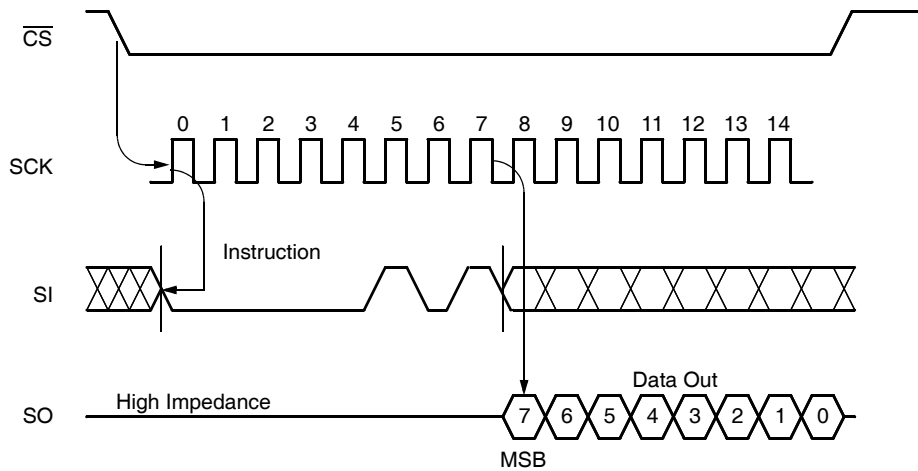 CS
0 1 2 3 4 5 6 7 8 9 10 11 12 13 14
SCK
Instruction
SI
Data Out
High Impedance
SO
7 6 5 4 3 2 1 0
MSB